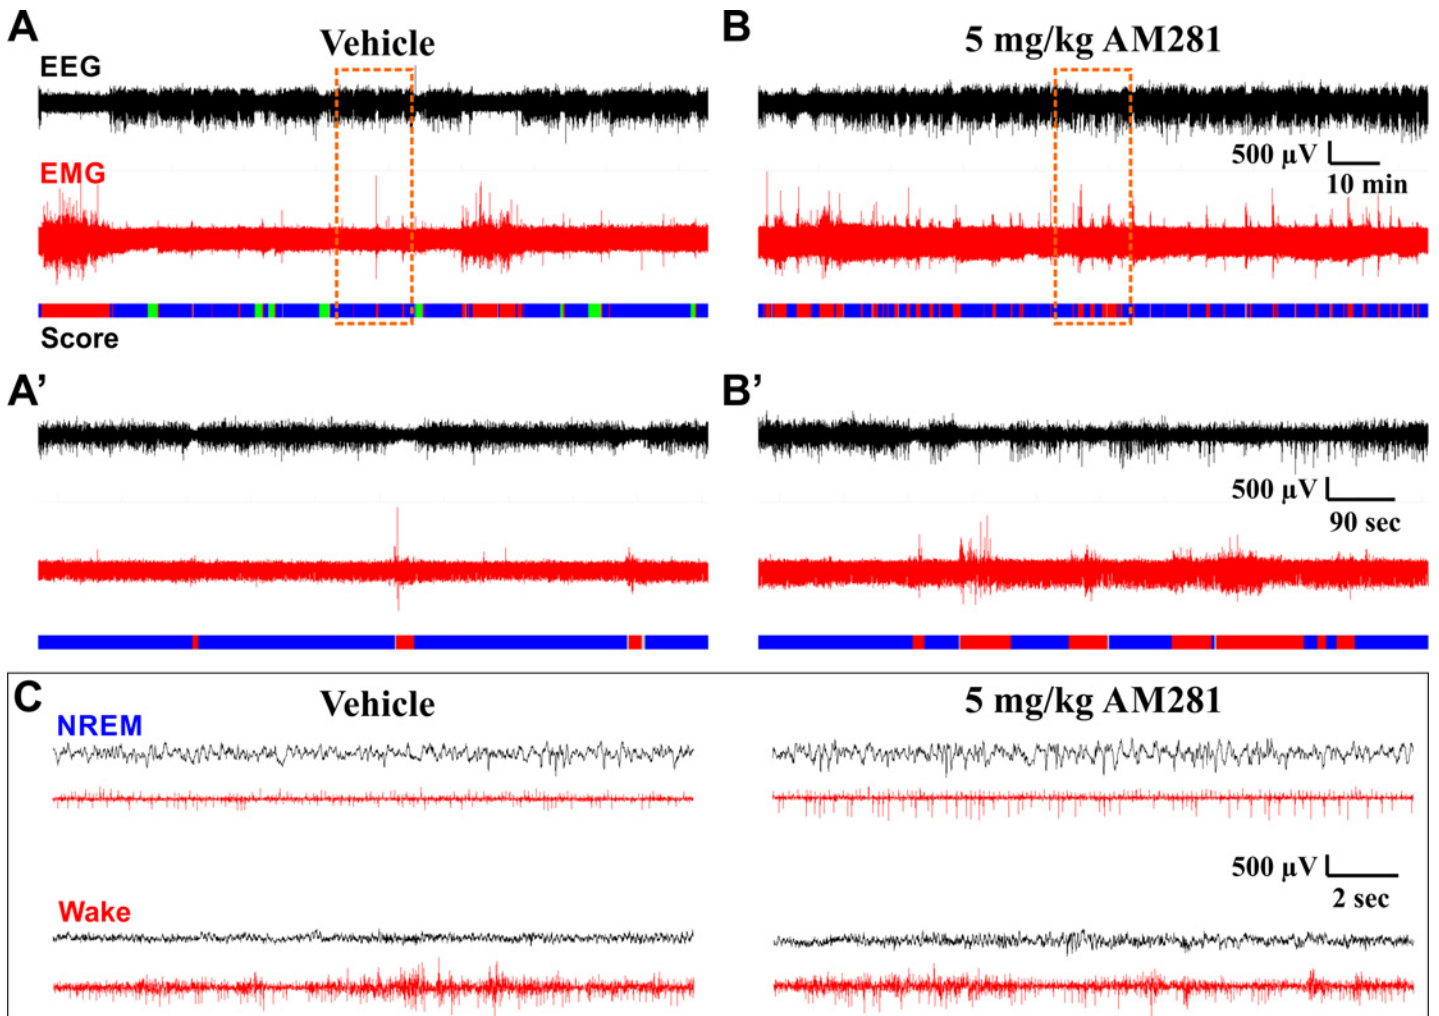 A
Vehicle
EEG
EMG
Score
B
5 mg/kg AM281
500 µV
10 min
A’
B’
500 µV
90 sec
C
Vehicle
5 mg/kg AM281
NREM
500 µV
2 sec
Wake